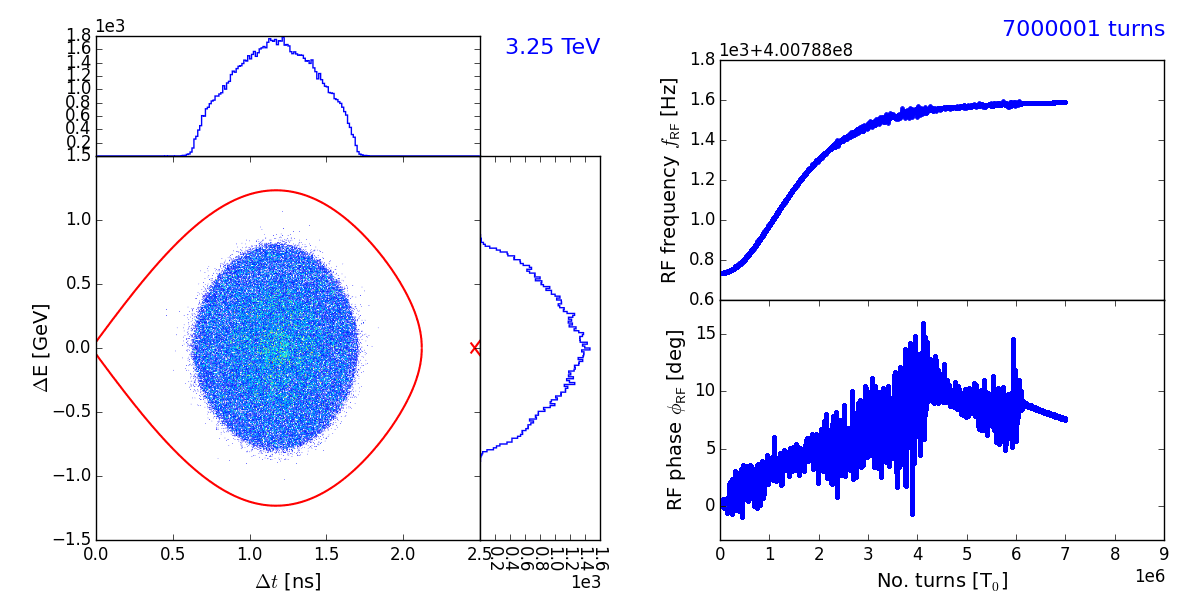 1e3
1.8
1.6
1.4
1.2
1.0
0.8
0.6
0.4
0.2
3.25 TeV
1.5
1.0
0.5
0.0
−0.5
−1.0
−1.5
ΔE [GeV]
0.0 0.5 1.0 1.5 2.0 2.5
Δt [ns]
0.2 0.4 0.6 0.8 1.0 1.2 1.4 1.6
1e3
7000001 turns
1e3+4.00788e8
1.8
1.6
1.4
1.2
1.0
0.8
0.6
RF frequency fRF [Hz]
15
10
5
0
RF phase ϕRF [deg]
0 1 2 3 4 5 6 7 8 9
1e6
No. turns [T0]